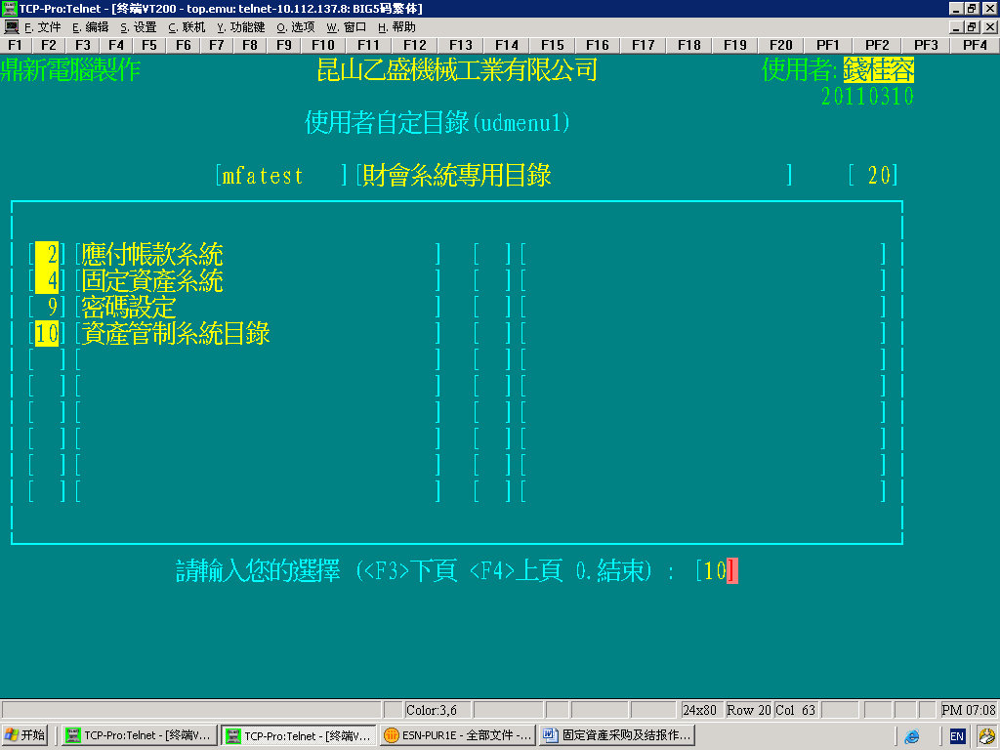 TCP-Pro:Telnet - [终端VT200 - top.emu: telnet-10.112.137.8: BIG5码繁体]
F. 文件 E. 编辑 S. 设置 C. 联机 Y. 功能键 O. 选项 W. 窗口 H. 帮助
F1 F2 F3 F4 F5 F6 F7 F8 F9 F10 F11 F12 F13 F14 F15 F16 F17 F18 F19 F20 PF1 PF2 PF3 PF4
鼎新電腦製作 昆山乙盛機械工業有限公司 使用者: 錢桂容
20110310
使用者自定目錄(udmenu1)
[mfatest ][財會系統專用目錄 ] [ 20]
[ 2] [應付帳款系統 ] [ ] [ ]
[ 4] [固定資產系統 ] [ ] [ ]
[ 9] [密碼設定 ] [ ] [ ]
[10] [資產管制系統目錄 ] [ ] [ ]
[ ] [ ] [ ] [ ]
[ ] [ ] [ ] [ ]
[ ] [ ] [ ] [ ]
[ ] [ ] [ ] [ ]
[ ] [ ] [ ] [ ]
[ ] [ ] [ ] [ ]
請輸入您的選擇 (<F3>下頁 <F4>上頁 0.結束) : [10]
Color:3,6 24x80 Row 20 Col 63 PM 07:08
开始 TCP-Pro:Telnet - [终端V... TCP-Pro:Telnet - [终端V... ESN-PUR1E - 全部文件 -... 固定資產采购及结报作... EN